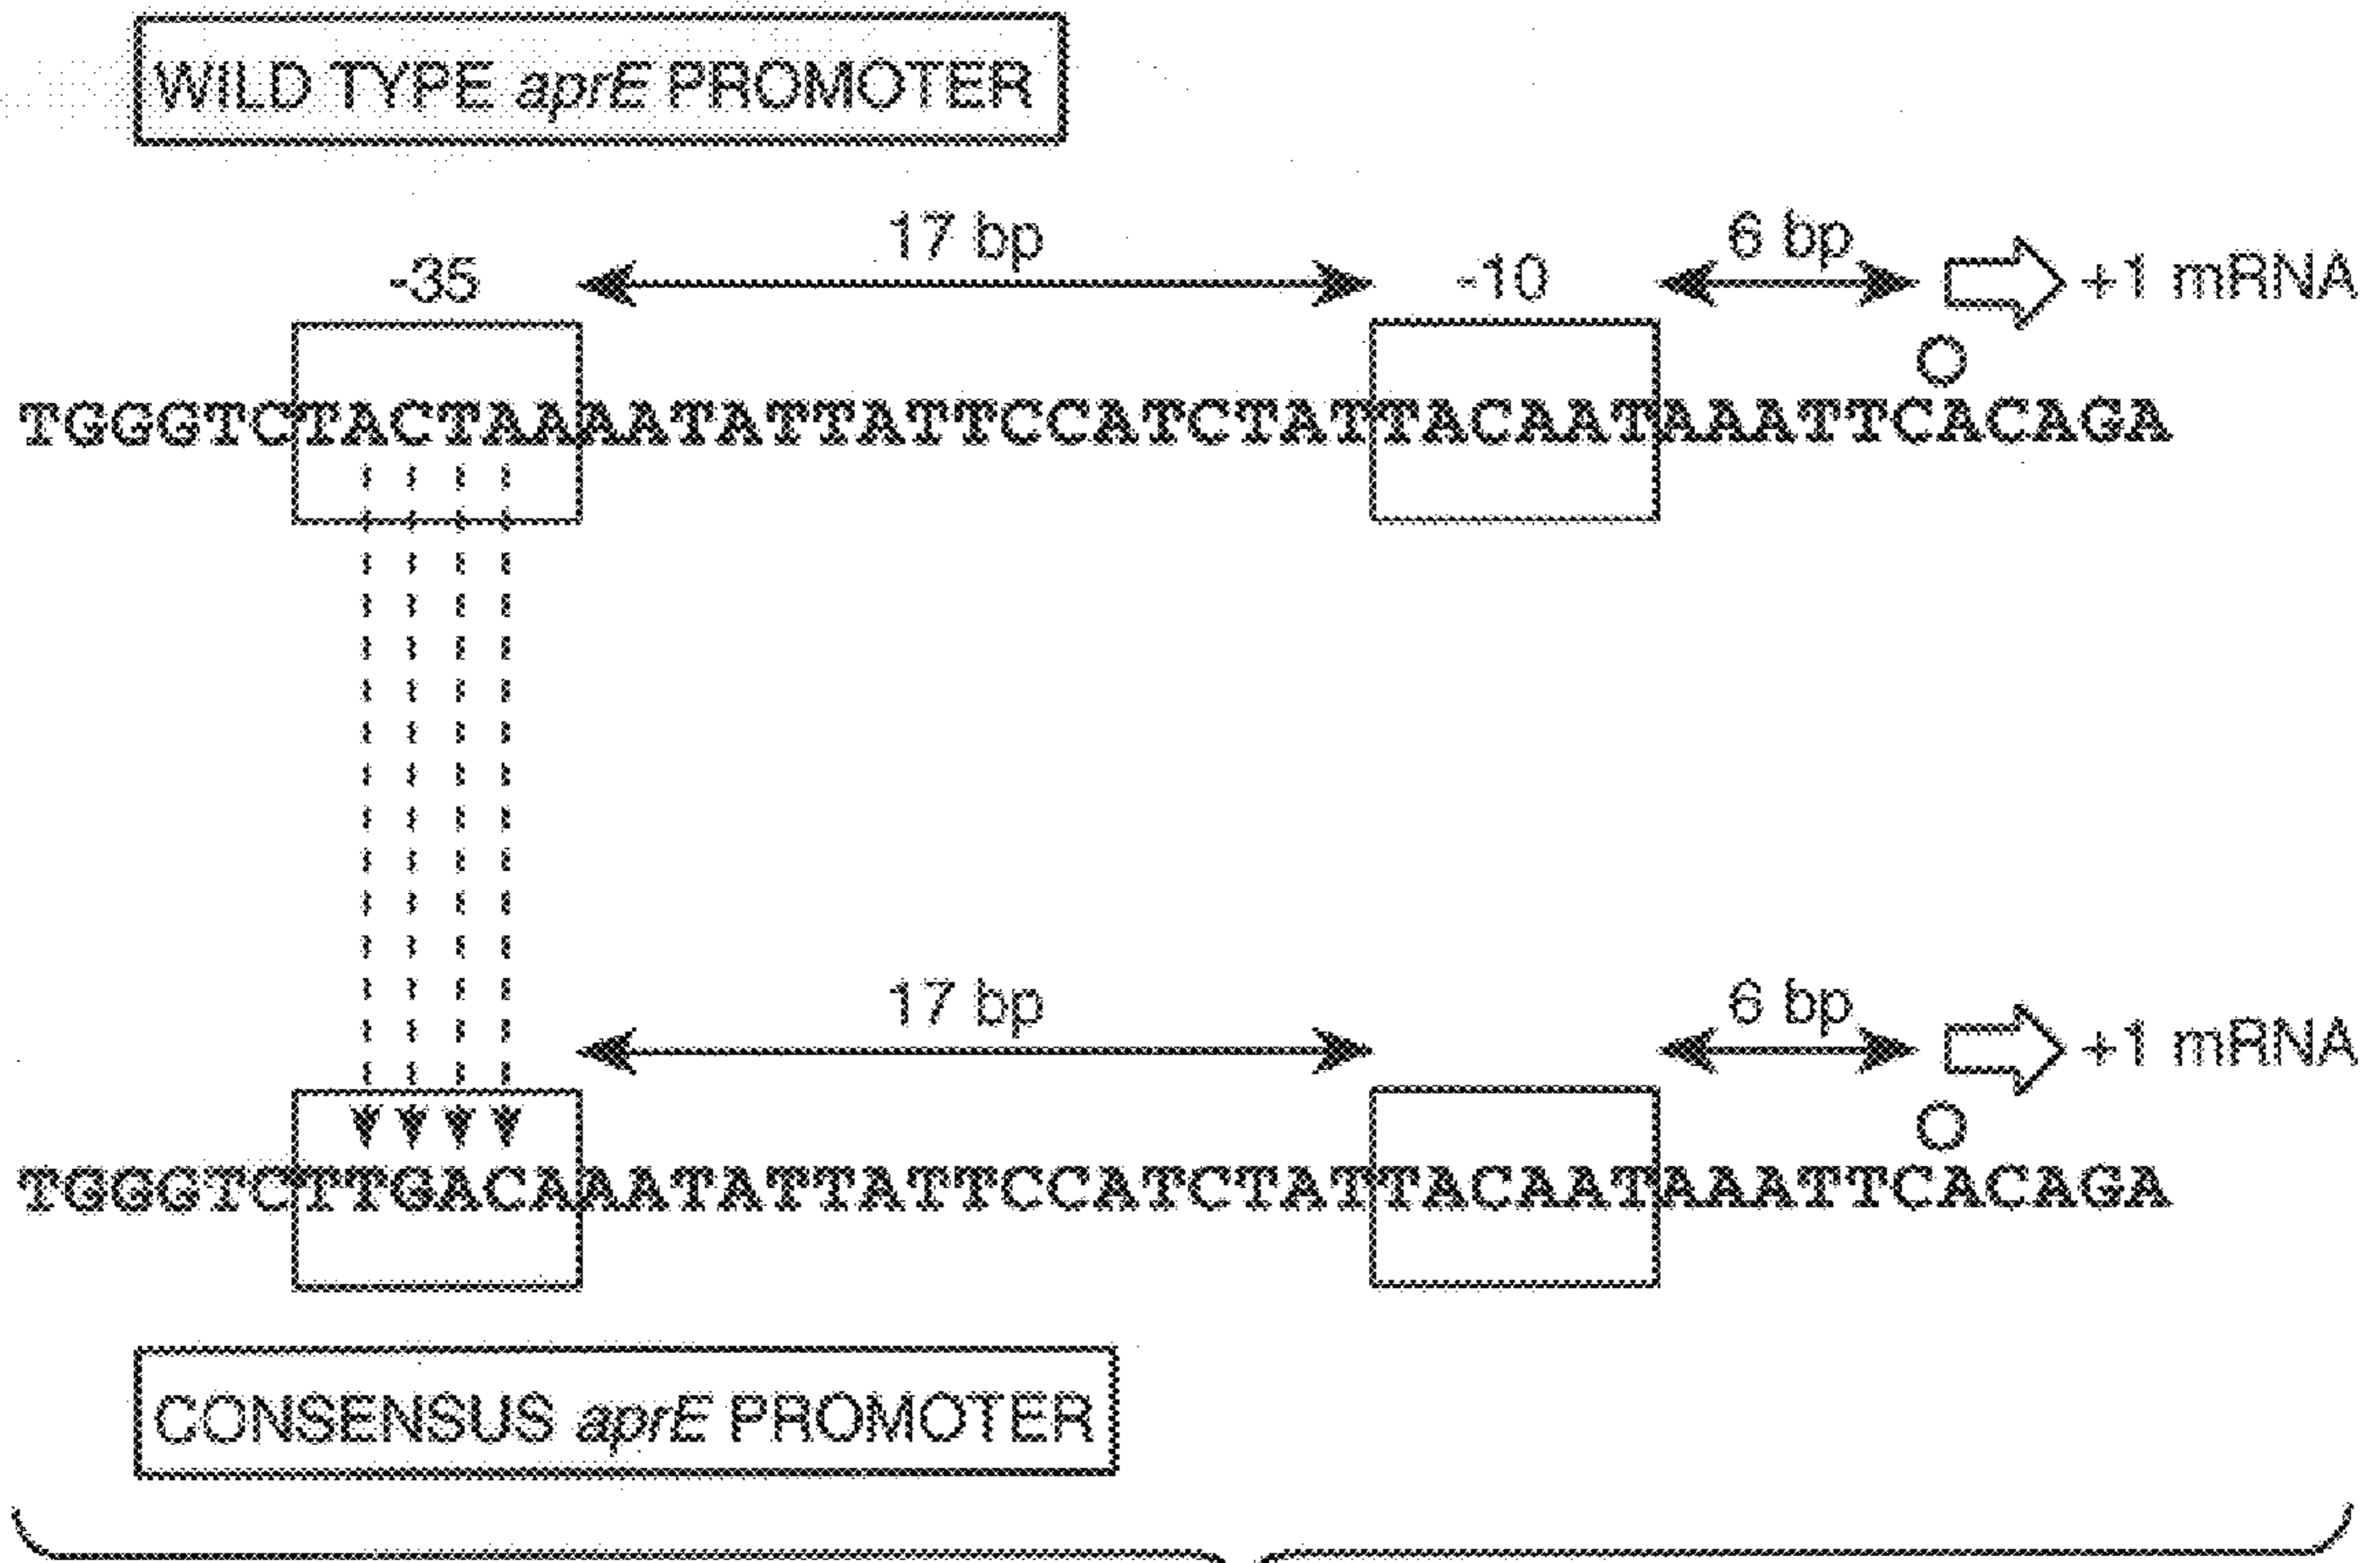 WILD TYPE aprE PROMOTER
-35 17 bp -10 6 bp +1 mRNA
TGGGTCTACTAAAATATTATTCCATCTATTACAATAAATTCACAGA
17 bp 6 bp +1 mRNA
TGGGTCTTGACAAATATTATTCCATCTATTACAATAAATTCACAGA
CONSENSUS aprE PROMOTER